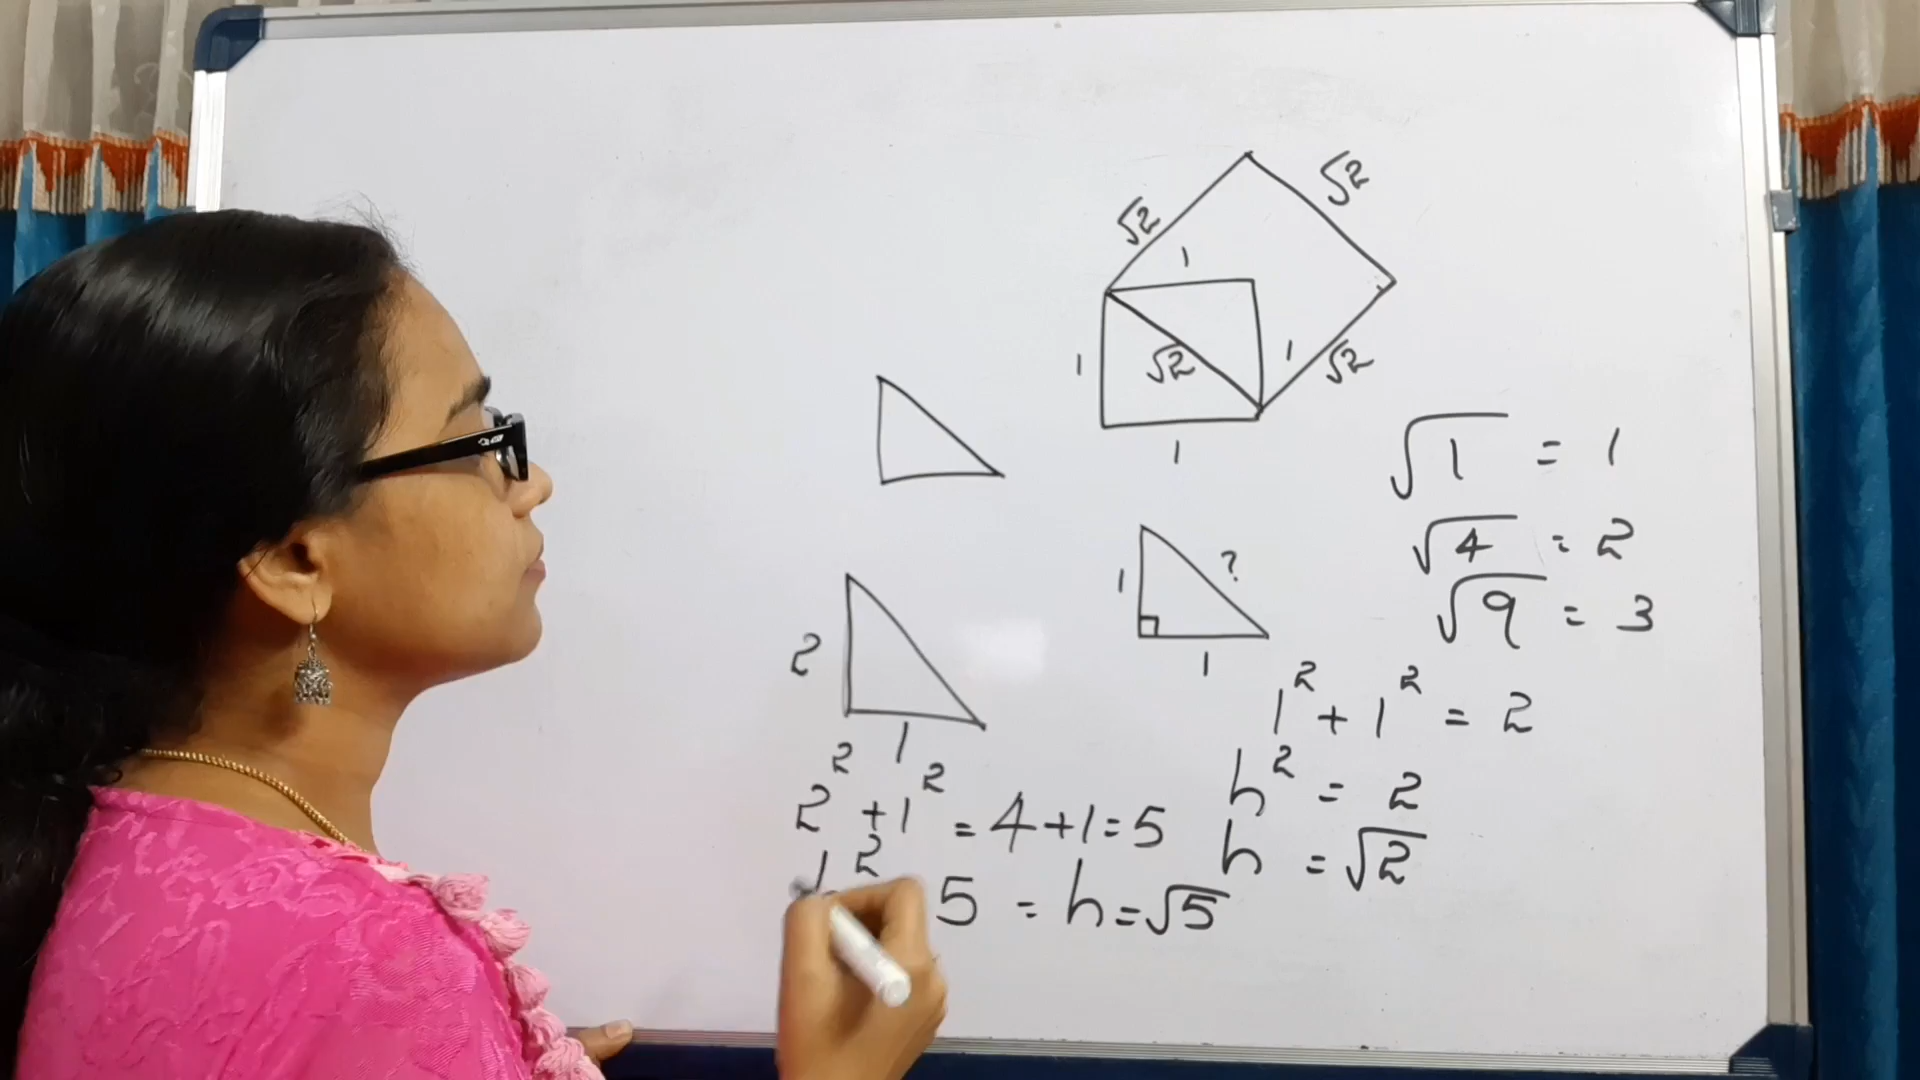 √2
√2
1
1
√2
1
√2
1
√1 = 1
√4 = 2
√9 = 3
1
?
1
2
1
1² + 1² = 2
h² = 2
h = √2
2² + 1² = 4+1=5
² 5 = h=√5